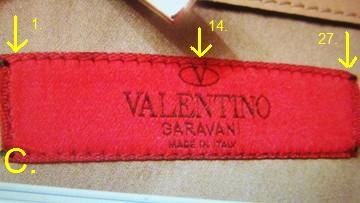 1.
14.
27.
V
VALENTINO
GARAVANI
MADE IN ITALY
C.